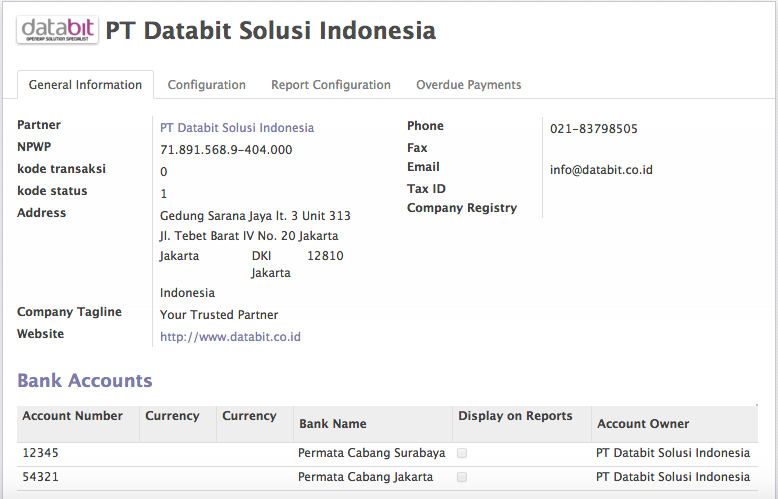 databit
OPENERP SOLUTION SPECIALIST
PT Databit Solusi Indonesia
General Information Configuration Report Configuration Overdue Payments
Partner PT Databit Solusi Indonesia
NPWP 71.891.568.9-404.000
kode transaksi 0
kode status 1
Address Gedung Sarana Jaya lt. 3 Unit 313
Jl. Tebet Barat IV No. 20 Jakarta
Jakarta DKI Jakarta 12810
Indonesia
Company Tagline Your Trusted Partner
Website http://www.databit.co.id
Phone 021-83798505
Fax
Email info@databit.co.id
Tax ID
Company Registry
Bank Accounts
Account Number Currency Currency Bank Name Display on Reports Account Owner
12345 Permata Cabang Surabaya PT Databit Solusi Indonesia
54321 Permata Cabang Jakarta PT Databit Solusi Indonesia